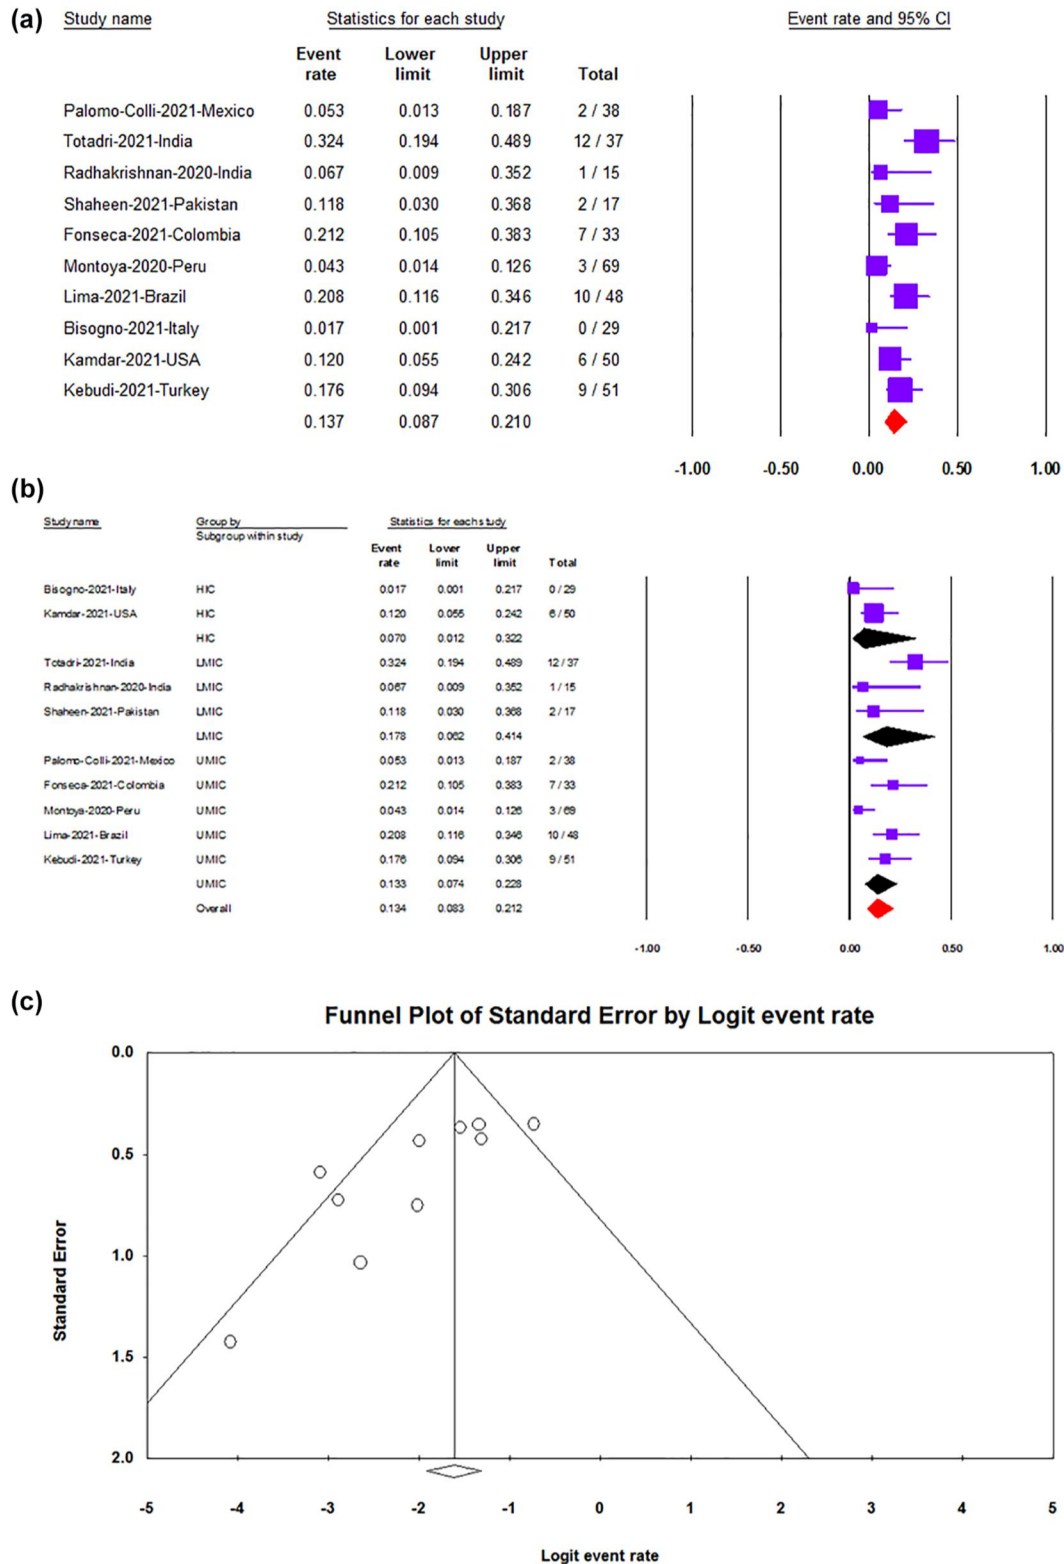 (a)
Study name Statistics for each study Event rate and 95% CI
Event rate Lower limit Upper limit Total
Palomo-Colli-2021-Mexico 0.053 0.013 0.187 2 / 38
Totadri-2021-India 0.324 0.194 0.489 12 / 37
Radhakrishnan-2020-India 0.067 0.009 0.352 1 / 15
Shaheen-2021-Pakistan 0.118 0.030 0.368 2 / 17
Fonseca-2021-Colombia 0.212 0.105 0.383 7 / 33
Montoya-2020-Peru 0.043 0.014 0.126 3 / 69
Lima-2021-Brazil 0.208 0.116 0.346 10 / 48
Bisogno-2021-Italy 0.017 0.001 0.217 0 / 29
Kamdar-2021-USA 0.120 0.055 0.242 6 / 50
Kebudi-2021-Turkey 0.176 0.094 0.306 9 / 51
0.137 0.087 0.210
-1.00 -0.50 0.00 0.50 1.00
(b)
Study name Group by Statistics for each study
Subgroup within study
Event rate Lower limit Upper limit Total
Bisogno-2021-Italy HIC 0.017 0.001 0.217 0 / 29
Kamdar-2021-USA HIC 0.120 0.055 0.242 6 / 50
HIC 0.070 0.012 0.322
Totadri-2021-India LMIC 0.324 0.194 0.489 12 / 37
Radhakrishnan-2020-India LMIC 0.067 0.009 0.352 1 / 15
Shaheen-2021-Pakistan LMIC 0.118 0.030 0.368 2 / 17
LMIC 0.178 0.062 0.414
Palomo-Colli-2021-Mexico UMIC 0.053 0.013 0.187 2 / 38
Fonseca-2021-Colombia UMIC 0.212 0.105 0.383 7 / 33
Montoya-2020-Peru UMIC 0.043 0.014 0.126 3 / 69
Lima-2021-Brazil UMIC 0.208 0.116 0.346 10 / 48
Kebudi-2021-Turkey UMIC 0.176 0.094 0.306 9 / 51
UMIC 0.133 0.074 0.228
Overall 0.134 0.083 0.212
-1.00 -0.50 0.00 0.50 1.00
(c)
Funnel Plot of Standard Error by Logit event rate
0.0
0.5
1.0
1.5
2.0
Standard Error
-5 -4 -3 -2 -1 0 1 2 3 4 5
Logit event rate